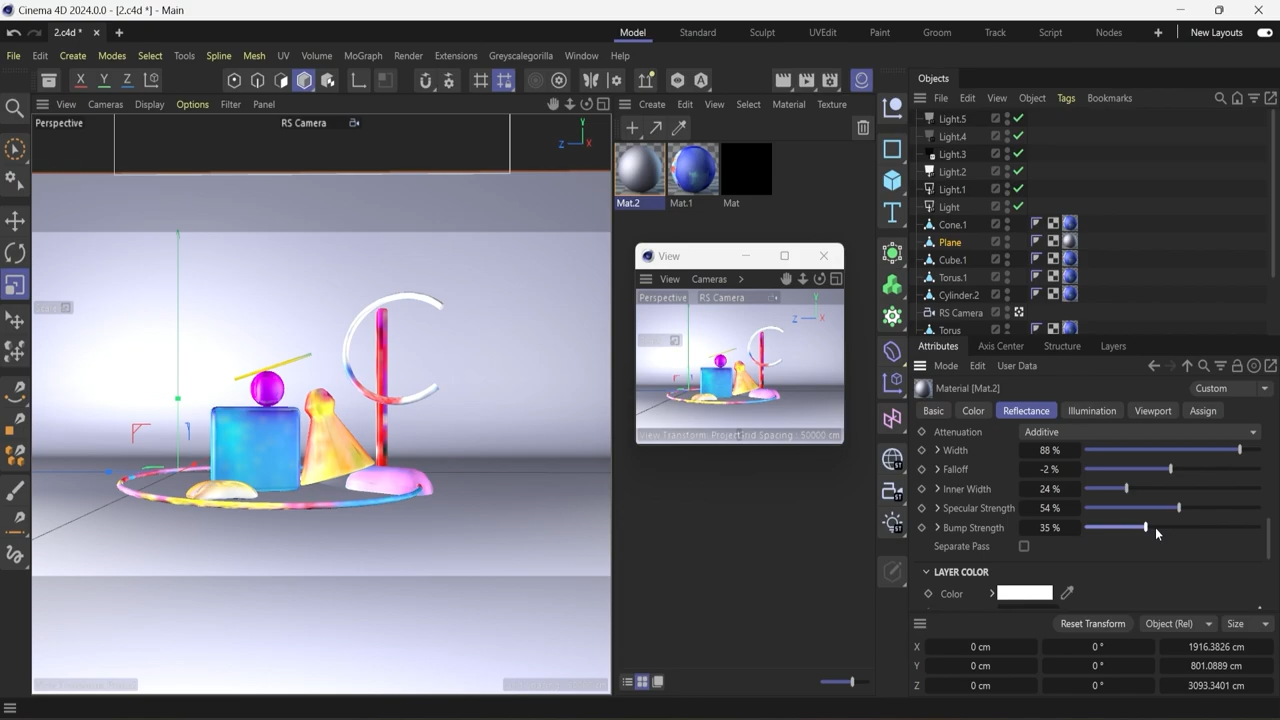 Cinema 4D 2024.0.0 - [2.c4d *] - Main
2.c4d *
Model Standard Sculpt UVEdit Paint Groom Track Script Nodes New Layouts
File Edit Create Modes Select Tools Spline Mesh UV Volume MoGraph Render Extensions Greyscalegorilla Window Help
X Y Z
Objects
View Cameras Display Options Filter Panel
Create Edit View Select Material Texture
File Edit View Object Tags Bookmarks
Perspective RS Camera
Y Z X
Mat.2 Mat.1 Mat
Light.5
Light.4
Light.3
Light.2
Light.1
Light
Cone.1
Plane
Cube.1
Torus.1
Cylinder.2
RS Camera
Torus
View
View Cameras
Perspective RS Camera
Y Z X
Attributes Axis Center Structure Layers
Mode Edit User Data
Material [Mat.2] Custom
Basic Color Reflectance Illumination Viewport Assign
Attenuation Additive
Width 88 %
Falloff -2 %
Inner Width 24 %
Specular Strength 54 %
Bump Strength 35 %
Separate Pass
LAYER COLOR
Color
Reset Transform Object (Rel) Size
X 0 cm 0 ° 1916.3826 cm
Y 0 cm 0 ° 801.0889 cm
Z 0 cm 0 ° 3093.3401 cm